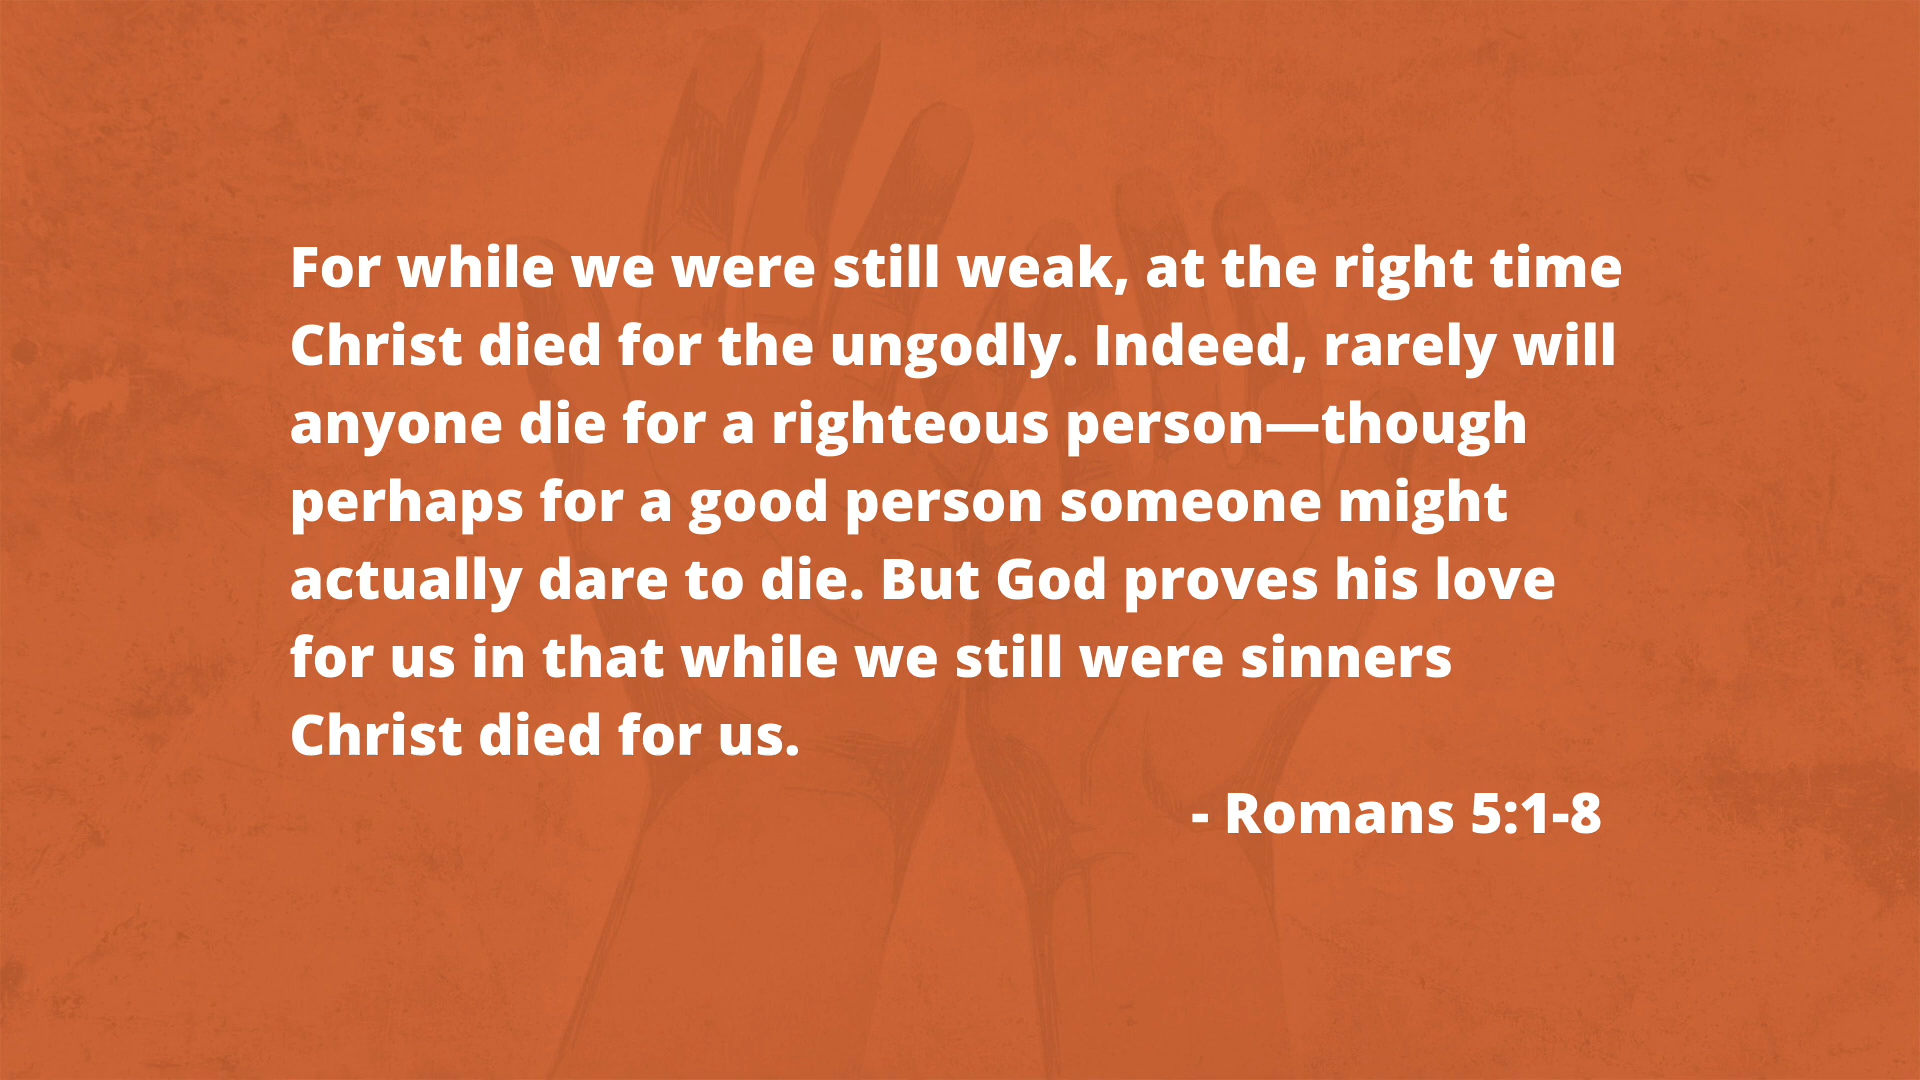 For while we were still weak, at the right time
Christ died for the ungodly. Indeed, rarely will
anyone die for a righteous person—though
perhaps for a good person someone might
actually dare to die. But God proves his love
for us in that while we still were sinners
Christ died for us.
- Romans 5:1-8